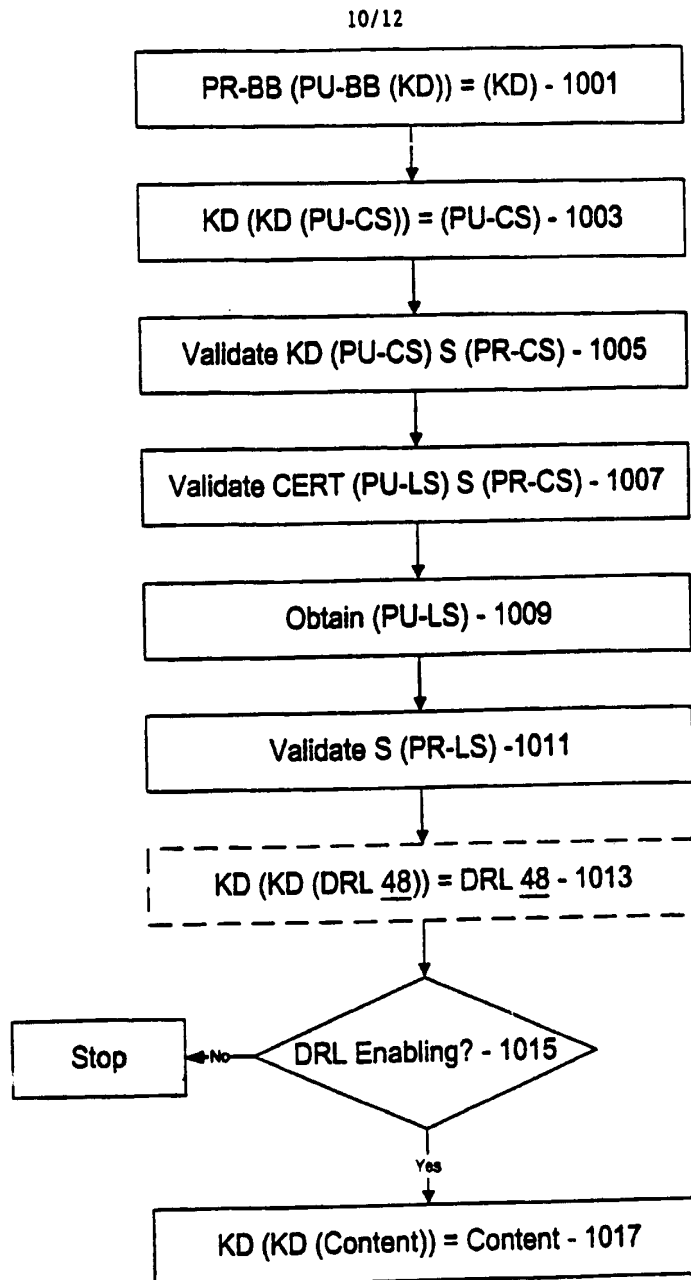 10/12
PR-BB (PU-BB (KD)) = (KD) - 1001
KD (KD (PU-CS)) = (PU-CS) - 1003
Validate KD (PU-CS) S (PR-CS) - 1005
Validate CERT (PU-LS) S (PR-CS) - 1007
Obtain (PU-LS) - 1009
Validate S (PR-LS) -1011
KD (KD (DRL 48)) = DRL 48 - 1013
DRL Enabling? - 1015
No
Stop
Yes
KD (KD (Content)) = Content - 1017